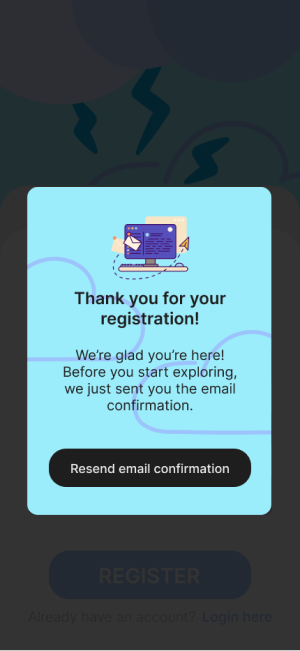 Thank you for your
registration!
We're glad you're here!
Before you start exploring,
we just sent you the email
confirmation.
Resend email confirmation
REGISTER
Already have an account? Login here